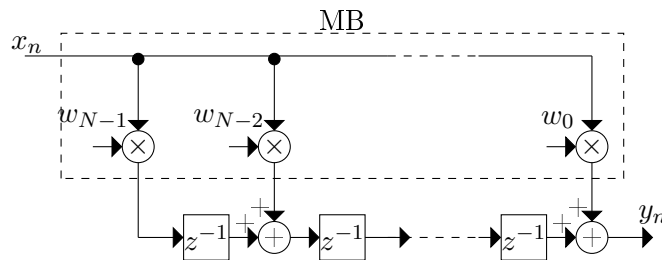 MB
x_n
w_{N-1} w_{N-2} w_0
× × ×
+ + +
y_n
z^{-1} + + z^{-1} z^{-1} + +